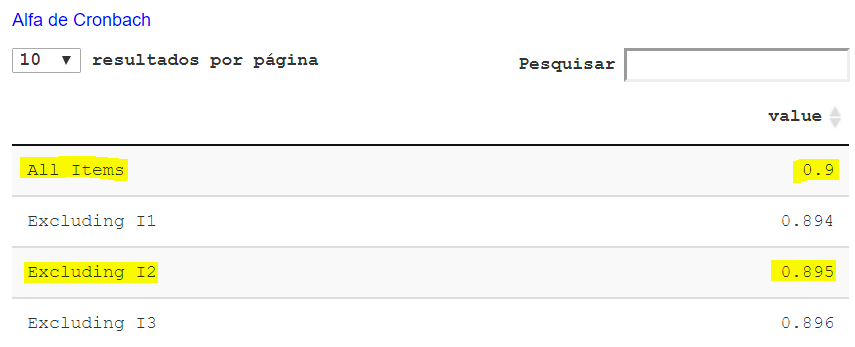 Alfa de Cronbach
10 ▼ resultados por página Pesquisar
value
All Items 0.9
Excluding I1 0.894
Excluding I2 0.895
Excluding I3 0.896